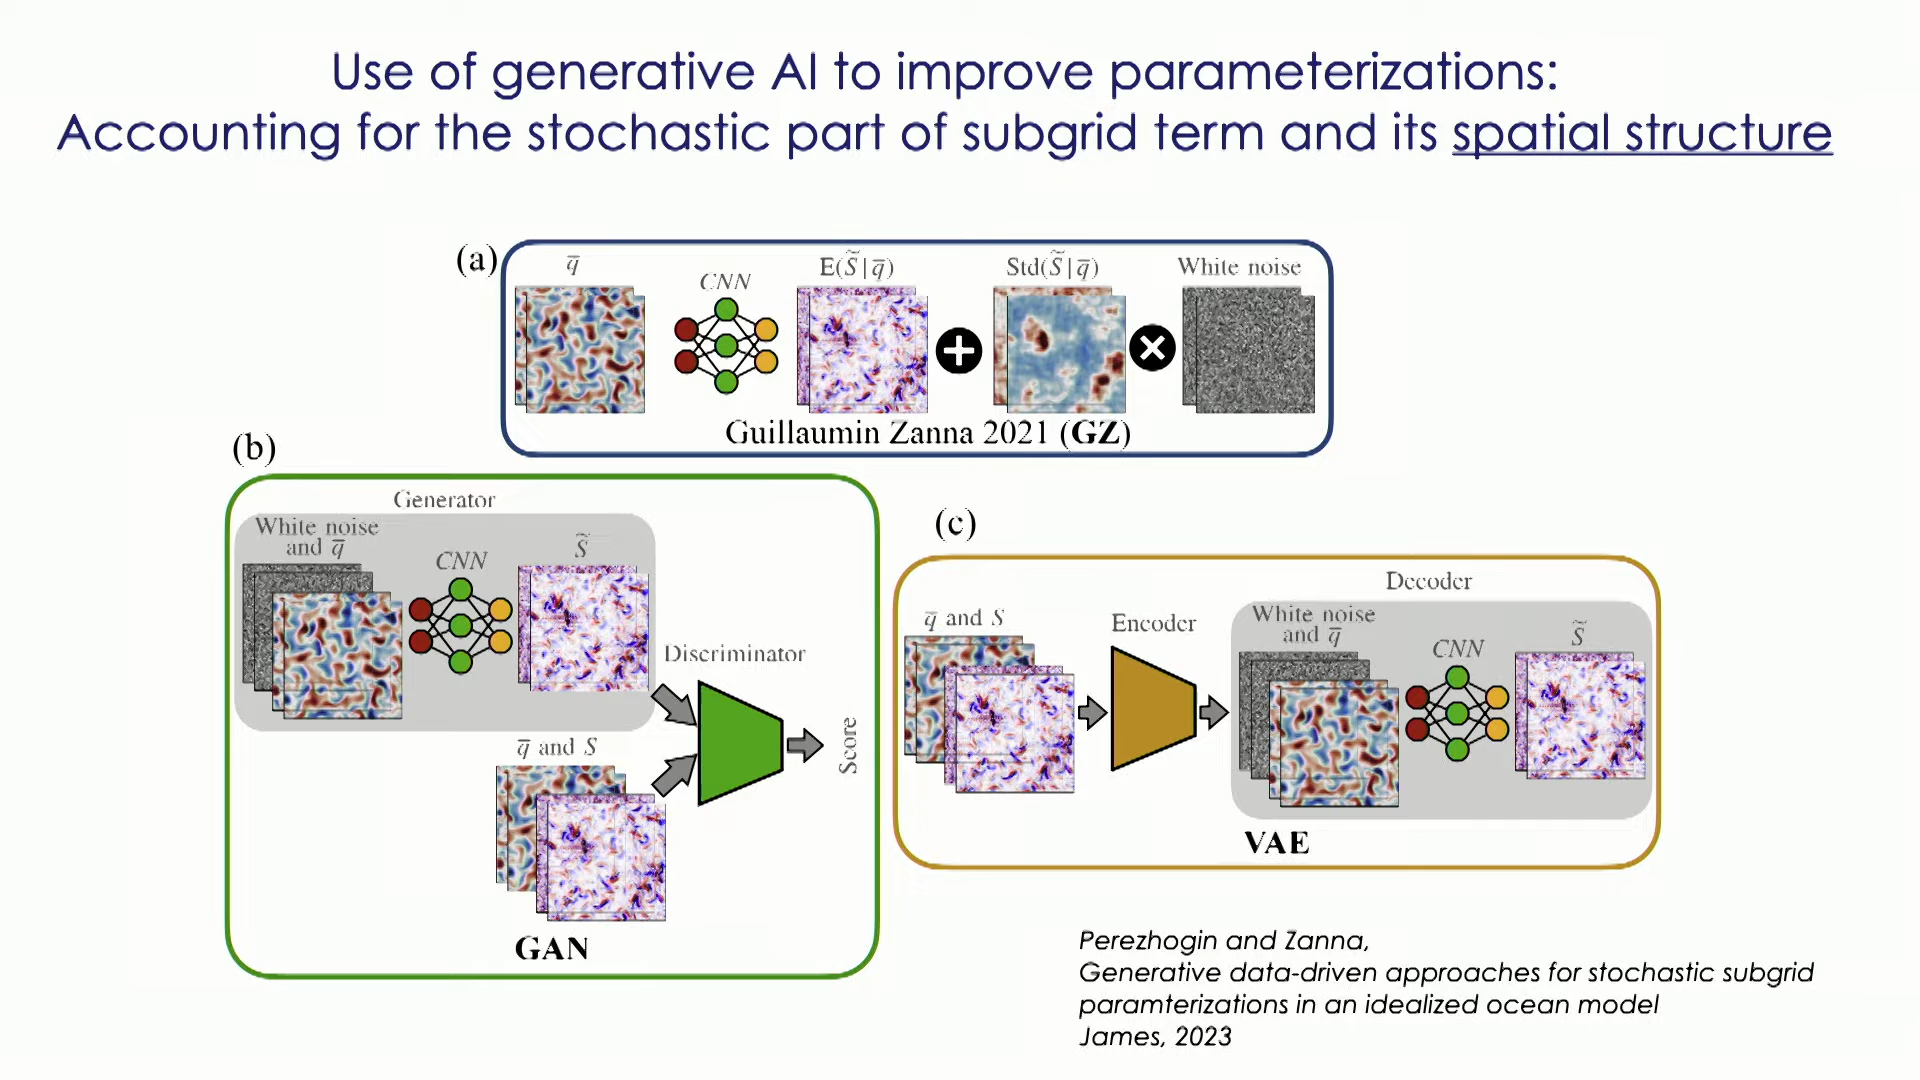 Use of generative AI to improve parameterizations:
Accounting for the stochastic part of subgrid term and its spatial structure
(a)
q̅
CNN
E(S̃|q̅)
Std(S̃|q̅)
White noise
Guillaumin Zanna 2021 (GZ)
(b)
Generator
White noise
and q̅
CNN
S̃
Discriminator
Score
q̅ and S
GAN
(c)
Decoder
q̅ and S
Encoder
White noise
and q̅
CNN
S̃
VAE
Perezhogin and Zanna,
Generative data-driven approaches for stochastic subgrid
paramterizations in an idealized ocean model
James, 2023